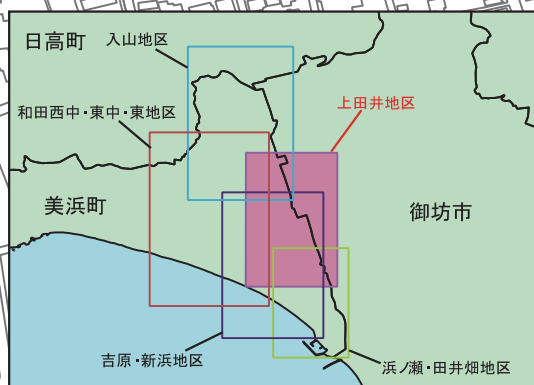 日高町
入山地区
上田井地区
和田西中・東中・東地区
美浜町
御坊市
吉原・新浜地区
浜ノ瀬・田井畑地区